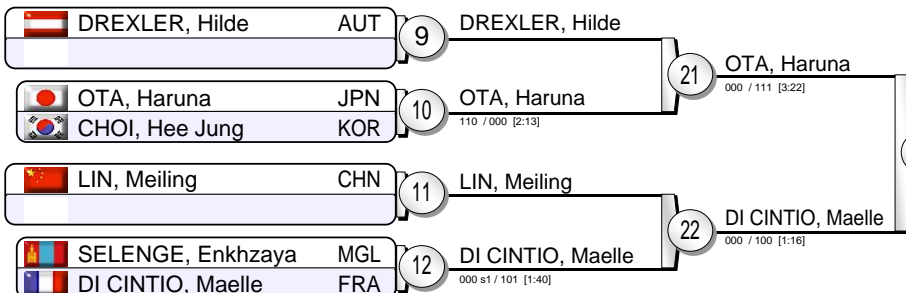 DREXLER, Hilde AUT
9
DREXLER, Hilde
OTA, Haruna JPN
CHOI, Hee Jung KOR
10
OTA, Haruna
110 / 000 [2:13]
21
OTA, Haruna
000 / 111 [3:22]
LIN, Meiling CHN
11
LIN, Meiling
SELENGE, Enkhzaya MGL
DI CINTIO, Maelle FRA
12
DI CINTIO, Maelle
000 s1 / 101 [1:40]
22
DI CINTIO, Maelle
000 / 100 [1:16]